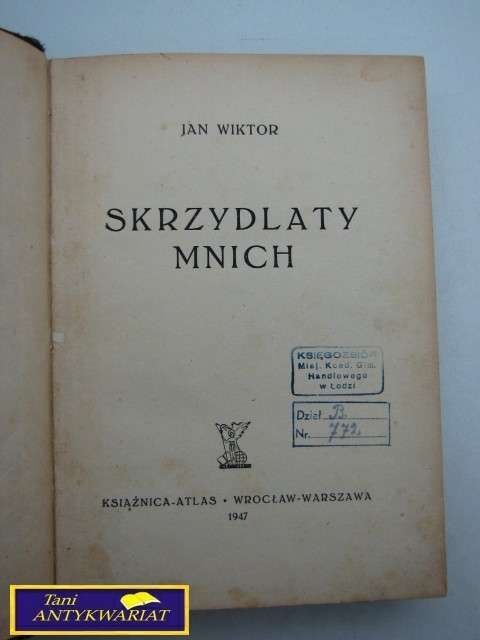 JAN WIKTOR
SKRZYDLATY
MNICH
KSIĘGOZBIÓR
Miej. Koed. Gim.
Handlowego
w Łodzi
Dział B.
Nr. 772.
KSIĄŻNICA-ATLAS • WROCŁAW-WARSZAWA
1947
Tani
ANTYKWARIAT